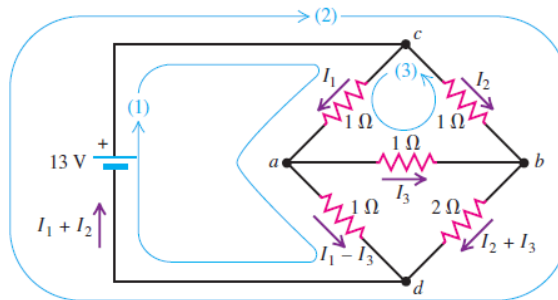 (2)
c
I₁
(3)
I₂
(1)
1 Ω
1 Ω
1 Ω
+
13 V
a
b
I₃
1 Ω
2 Ω
I₁ + I₂
I₁ – I₃
I₂ + I₃
d